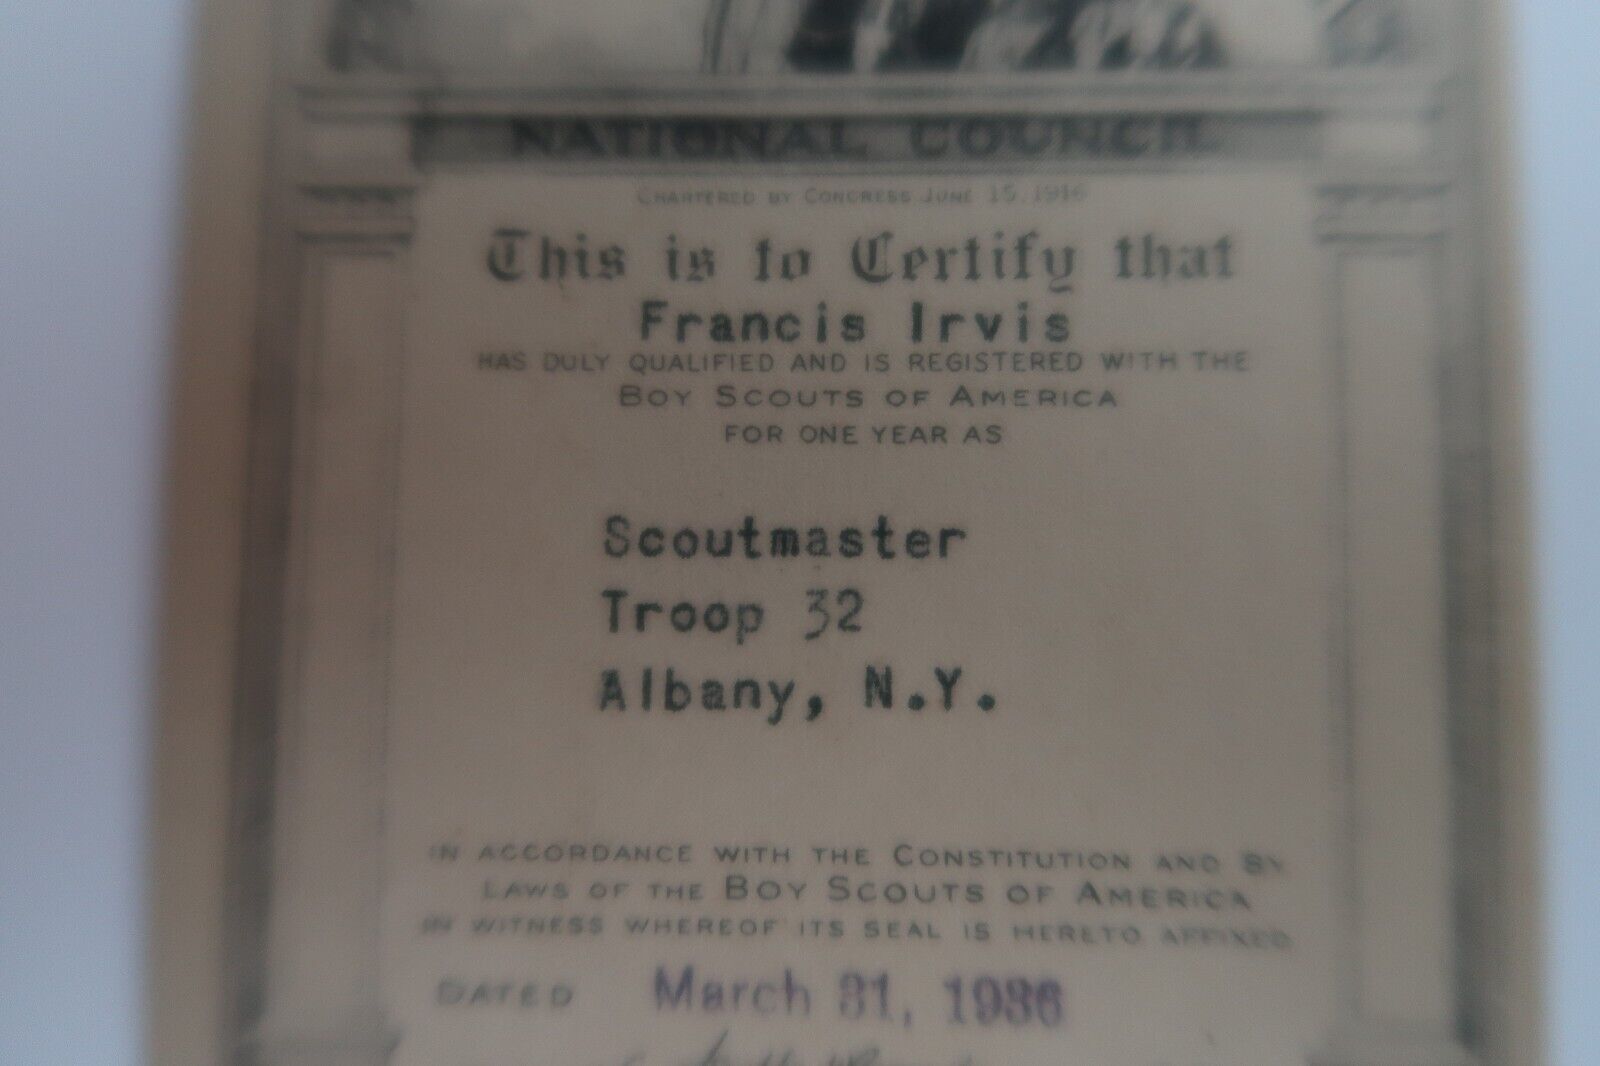 NATIONAL COUNCIL
CHARTERED BY CONGRESS JUNE 15, 1916
This is to Certify that
Francis Irvis
HAS DULY QUALIFIED AND IS REGISTERED WITH THE
BOY SCOUTS OF AMERICA
FOR ONE YEAR AS
Scoutmaster
Troop 32
Albany, N.Y.
IN ACCORDANCE WITH THE CONSTITUTION AND BY
LAWS OF THE BOY SCOUTS OF AMERICA
IN WITNESS WHEREOF ITS SEAL IS HERETO AFFIXED
DATED March 31, 1936